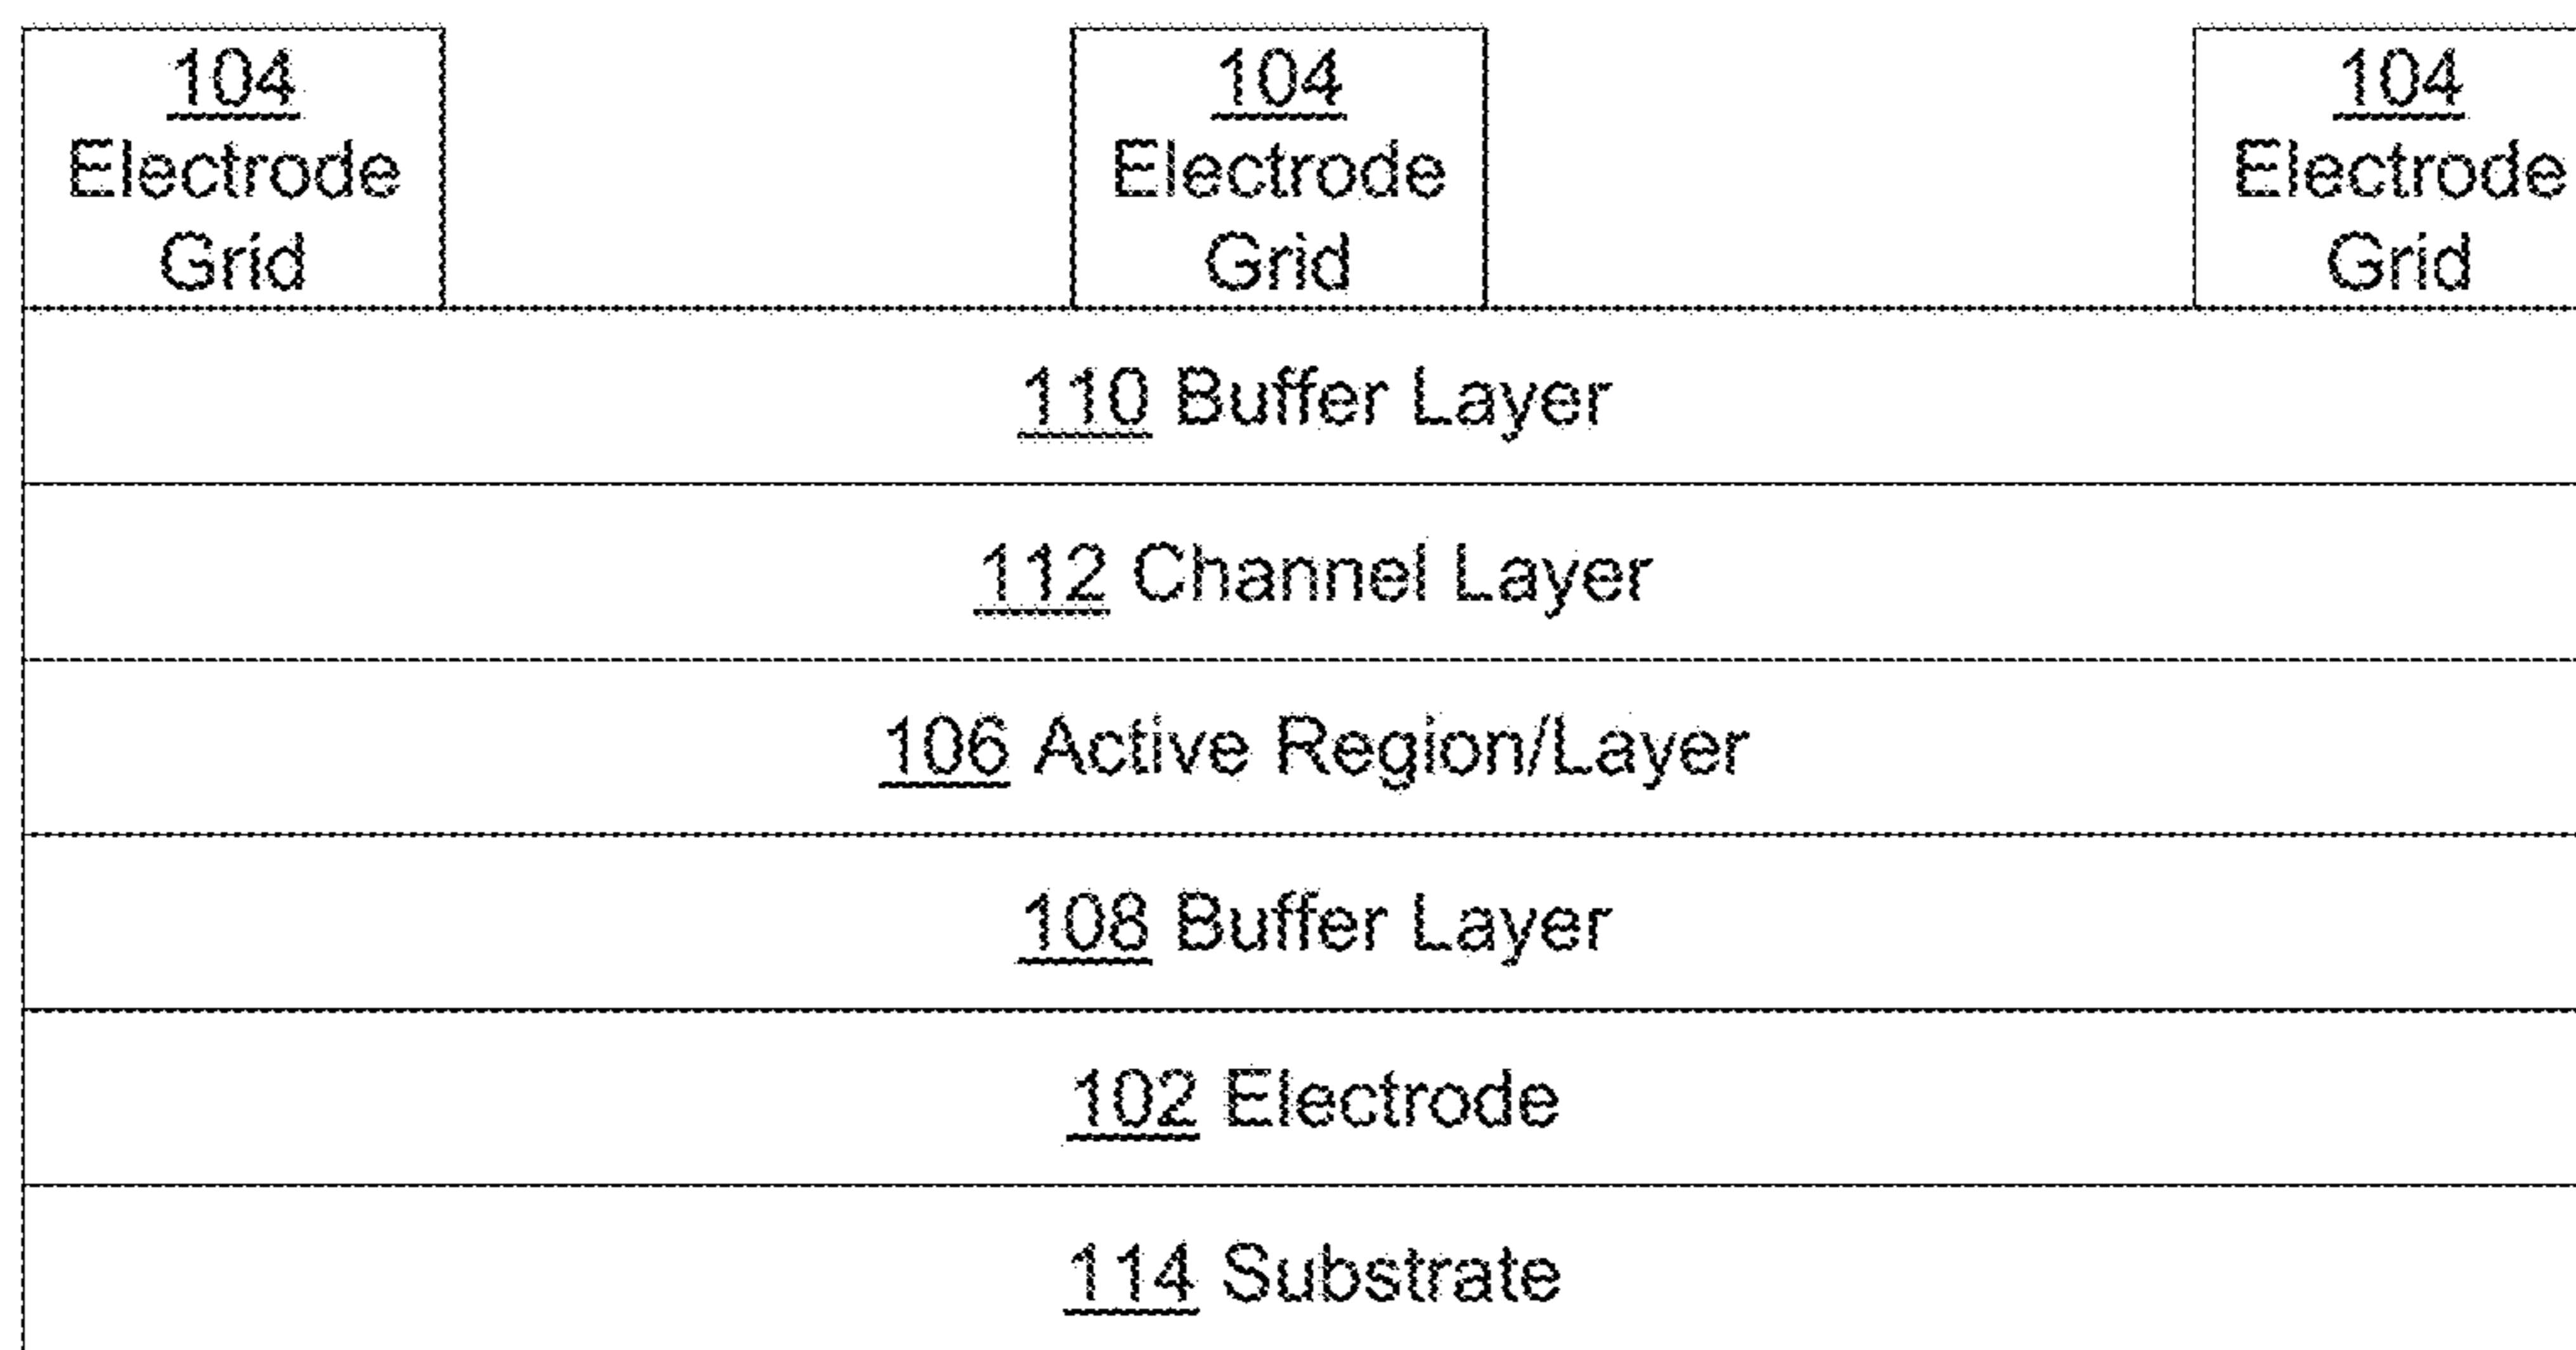 104
Electrode
Grid
104
Electrode
Grid
104
Electrode
Grid
110 Buffer Layer
112 Channel Layer
106 Active Region/Layer
108 Buffer Layer
102 Electrode
114 Substrate